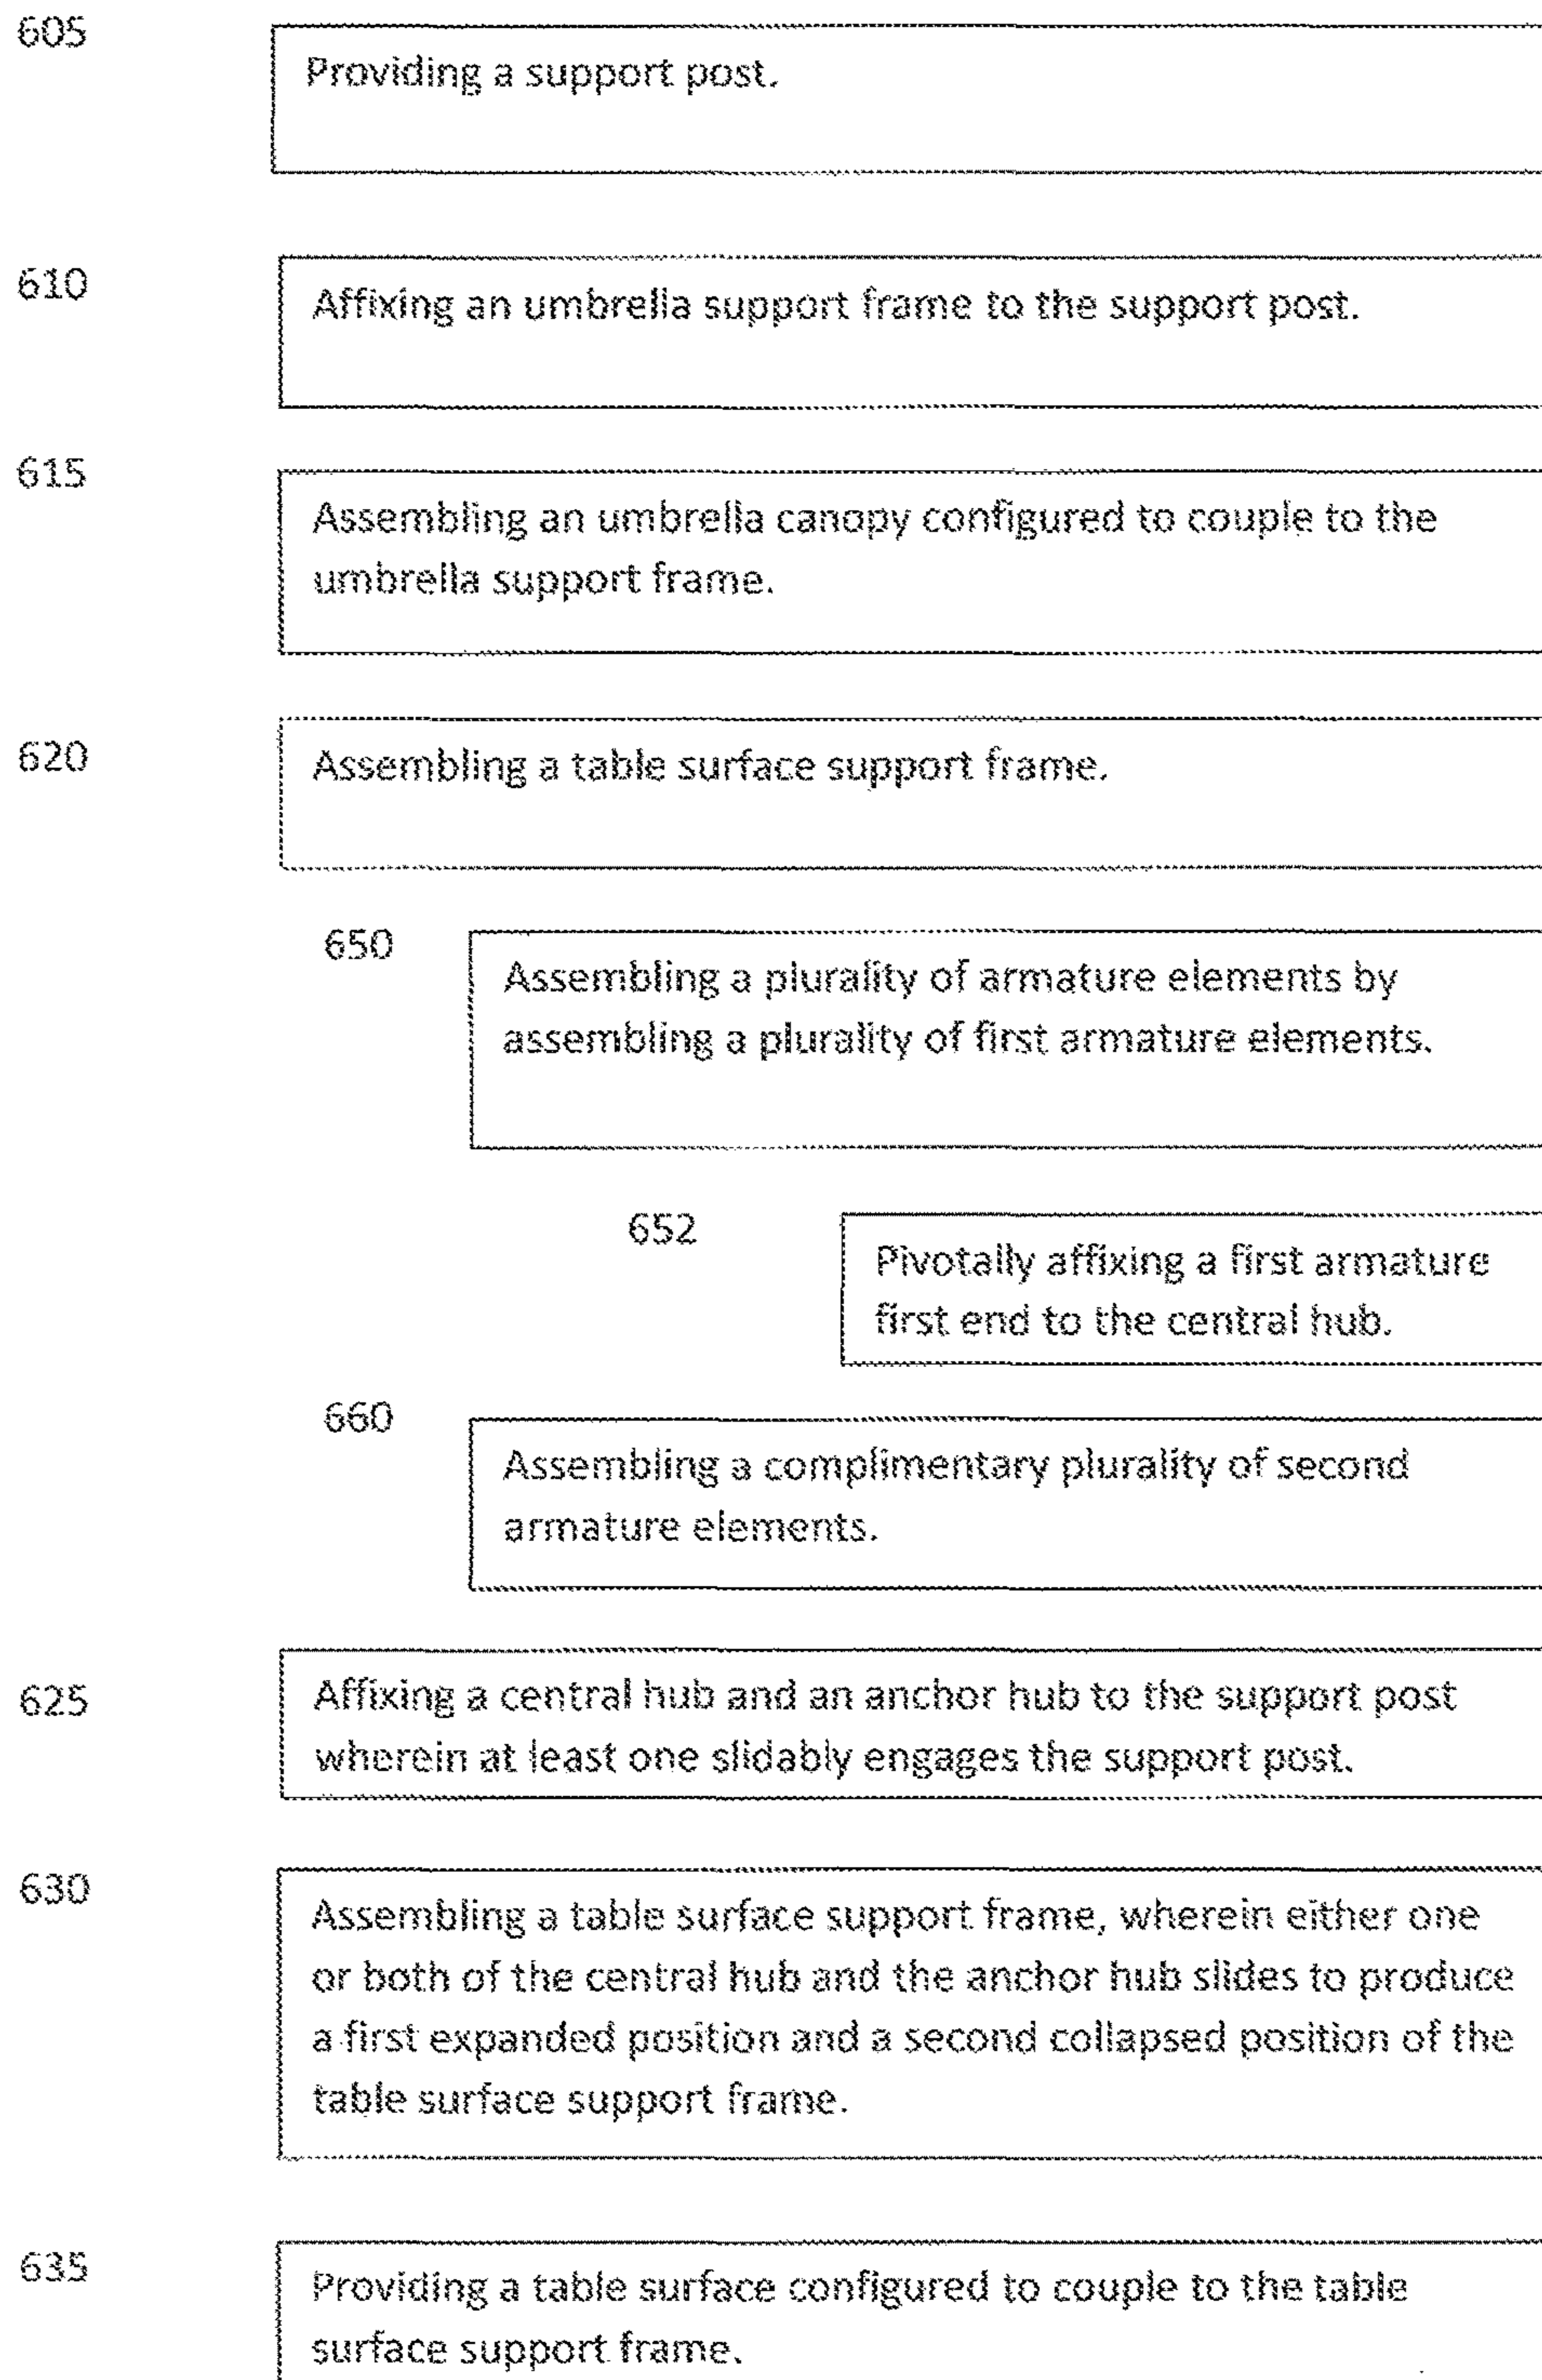 605
Providing a support post.
610
Affixing an umbrella support frame to the support post.
615
Assembling an umbrella canopy configured to couple to the
umbrella support frame.
620
Assembling a table surface support frame.
650
Assembling a plurality of armature elements by
assembling a plurality of first armature elements.
652
Pivotally affixing a first armature
first end to the central hub.
660
Assembling a complimentary plurality of second
armature elements.
625
Affixing a central hub and an anchor hub to the support post
wherein at least one slidably engages the support post.
630
Assembling a table surface support frame, wherein either one
or both of the central hub and the anchor hub slides to produce
a first expanded position and a second collapsed position of the
table surface support frame.
635
Providing a table surface configured to couple to the table
surface support frame.